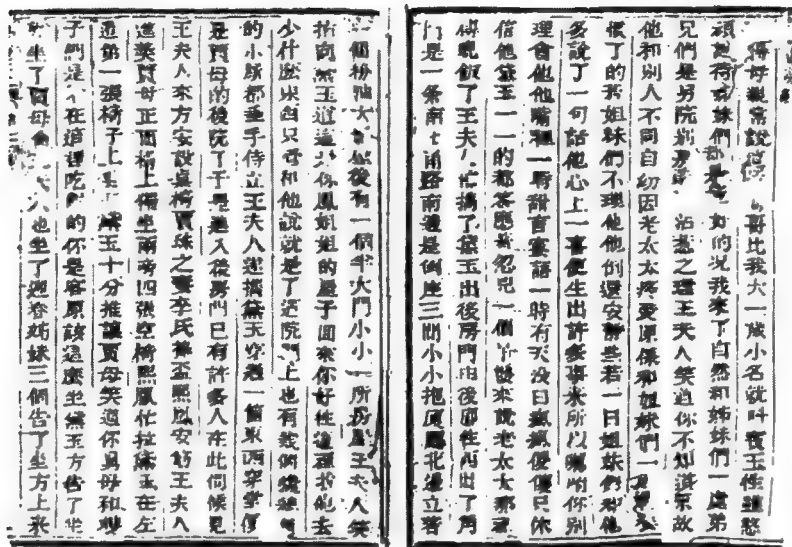 母親常說這個哥比我大一歲小名就叫寶玉性雖憨
頑說待姊妹們却是極好的况我來了自然和姊妹們一處弟
兄們是另院別房沾惹之理王夫人笑道你不知道原故
他和別人不同自幼因老太太疼愛原係和姐妹們一處嬌養
慣了的若姐妹們不理他他倒還安靜些若一日姐妹們和他
多說了一句話他心上一喜便生出許多事來所以囑咐你別
理會他他嘴裡一時甜言蜜語一時有天沒日瘋瘋傻傻只休
信他黛玉一一的都答應着忽見一個丫鬟來說老太太那裡
傳晚飯了王夫人忙携了黛玉出後房門由後廊往西出了角
門是一條南北甬路南邊是倒座三間小小抱厦廳北邊立着
一個粉油大影壁後有一個半大門小小一所房屋王夫人笑
指向黛玉道這是你鳳姐姐的屋子回來你好往這裡找他去
少什麽東西只管和他說就是了這院門上也有幾個纔總角
的小厮都垂手侍立王夫人遂携黛玉穿過一個東西穿堂便
是賈母的後院了于是進入後房門已有許多人在此伺候見
王夫人來方安設桌椅賈珠之妻李氏捧盃熙鳳安筯王夫人
進羮賈母正面榻上獨坐兩旁四張空椅熙鳳忙拉黛玉在左
邊第一張椅子上坐黛玉十分推讓賈母笑道你舅母和嫂
子們是不在這裡吃飯的你是客原該這麽坐黛玉方告了坐
坐了賈母命夫人也坐了迎春姊妹三個告了坐方上來